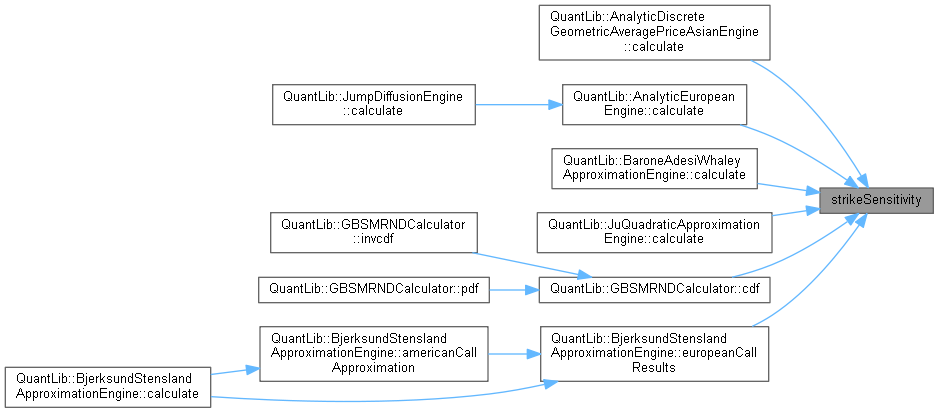 QuantLib::AnalyticDiscrete
GeometricAveragePriceAsianEngine
::calculate
QuantLib::JumpDiffusionEngine
::calculate
QuantLib::AnalyticEuropean
Engine::calculate
QuantLib::BaroneAdesiWhaley
ApproximationEngine::calculate
strikeSensitivity
QuantLib::GBSMRNDCalculator
::invcdf
QuantLib::JuQuadraticApproximation
Engine::calculate
QuantLib::GBSMRNDCalculator::pdf
QuantLib::GBSMRNDCalculator::cdf
QuantLib::BjerksundStensland
ApproximationEngine::americanCall
Approximation
QuantLib::BjerksundStensland
ApproximationEngine::europeanCall
Results
QuantLib::BjerksundStensland
ApproximationEngine::calculate